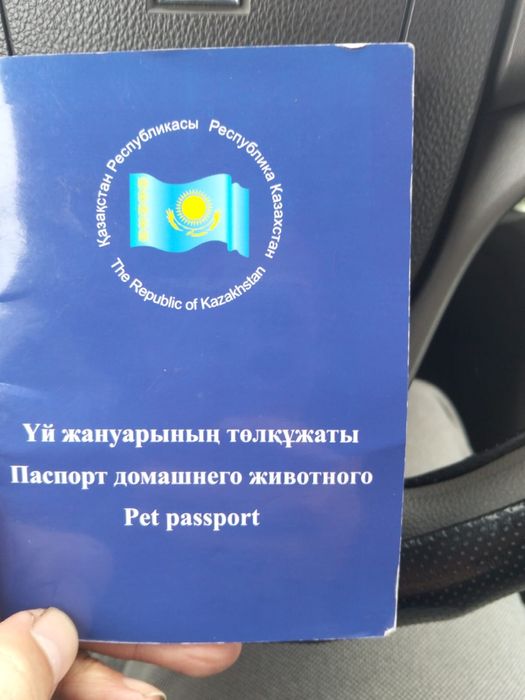 Қазақстан Республикасы Республика Казахстан
The Republic of Kazakhstan
Үй жануарының төлқұжаты
Паспорт домашнего животного
Pet passport